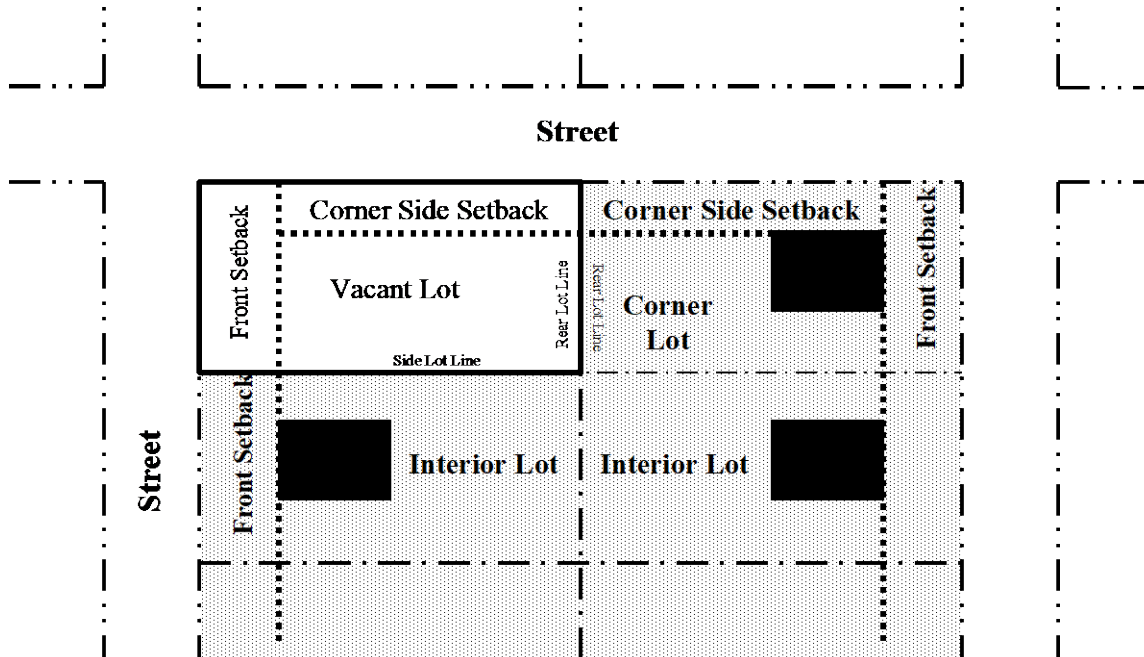 Street
Front Setback
Corner Side Setback
Vacant Lot
Rear Lot Line
Side Lot Line
Corner Side Setback
Rear Lot Line
Corner
Lot
Front Setback
Street
Front Setback
Interior Lot
Interior Lot